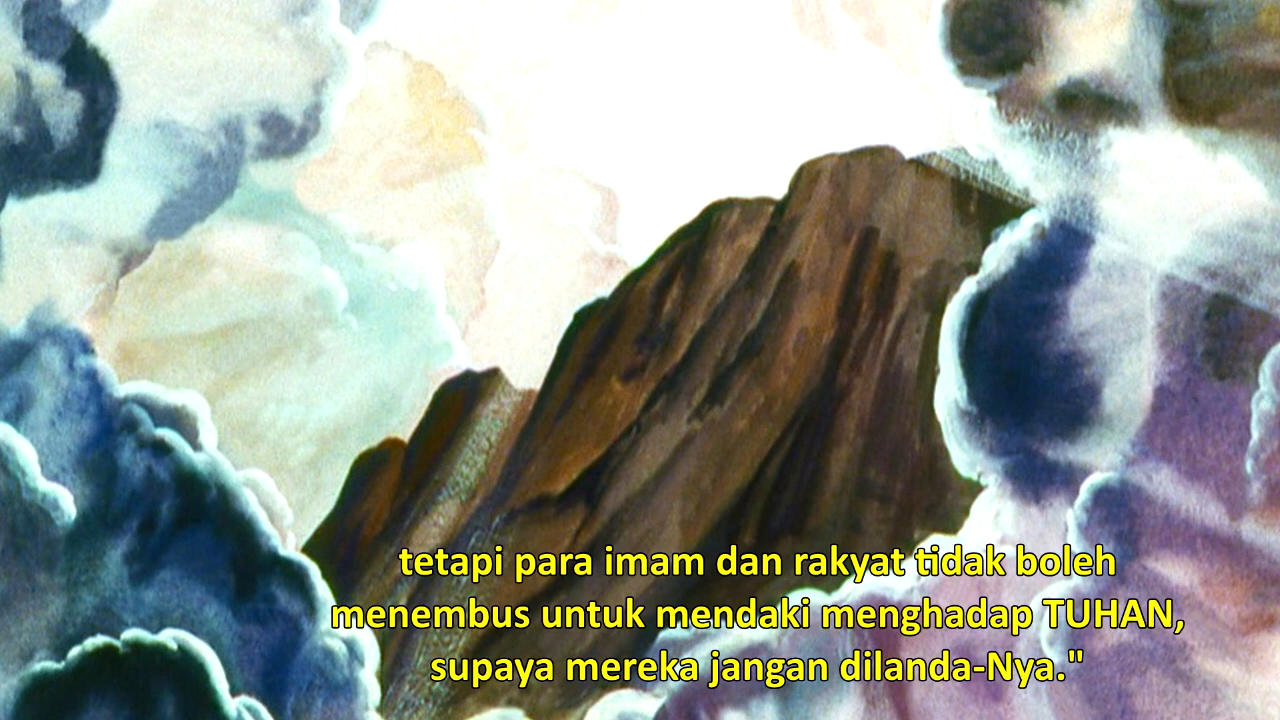 tetapi para imam dan rakyat tidak boleh
menembus untuk mendaki menghadap TUHAN,
supaya mereka jangan dilanda-Nya."